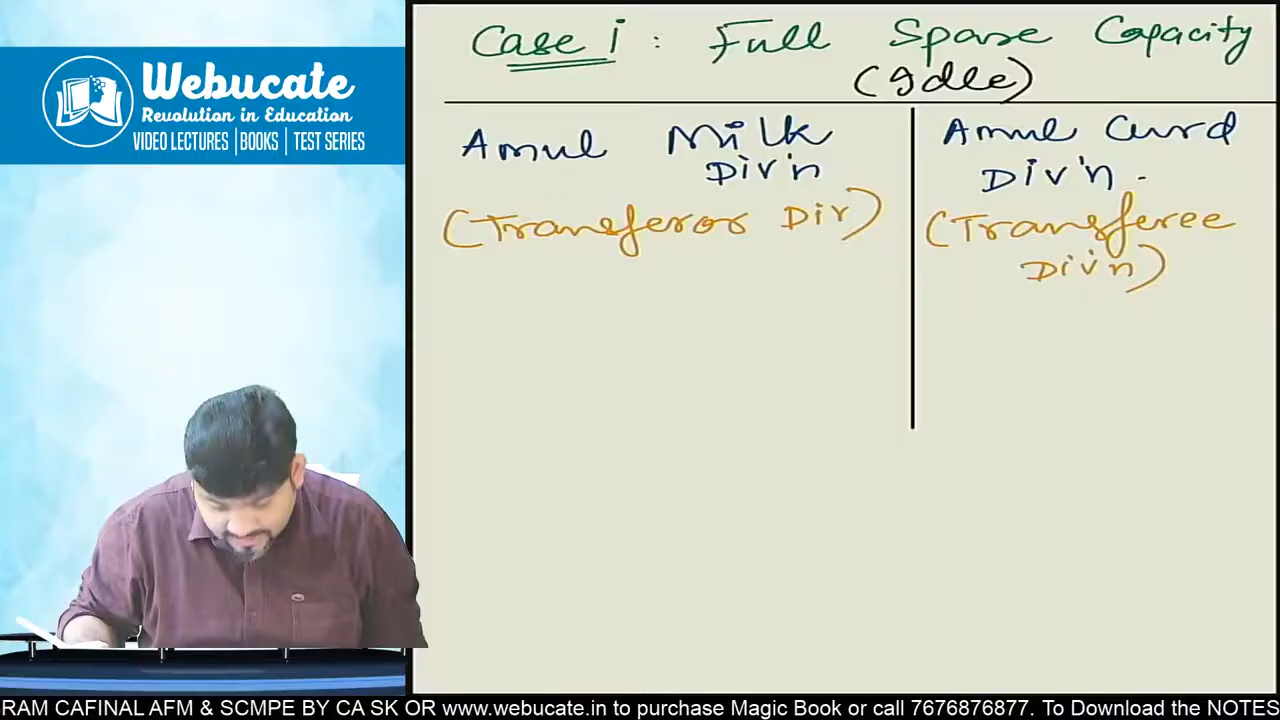 Webucate
Revolution in Education
VIDEO LECTURES | BOOKS | TEST SERIES
Case i : Full Spare Capacity
(Idle)
Amul Milk
Div'n
(Transferor Div)
Amul Curd
Div'n.
(Transferee
Div'n)
RAM CAFINAL AFM & SCMPE BY CA SK OR www.webucate.in to purchase Magic Book or call 7676876877. To Download the NOTES